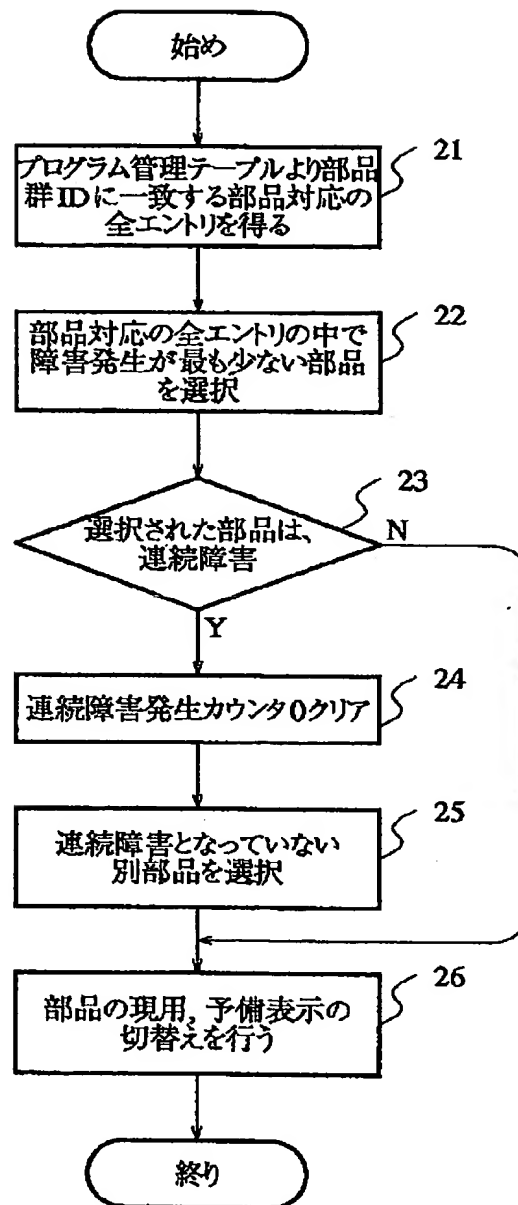 始め
21
プログラム管理テーブルより部品
群IDに一致する部品対応の
全エントリを得る
22
部品対応の全エントリの中で
障害発生が最も少ない部品
を選択
23
選択された部品は、
連続障害
N
Y
24
連続障害発生カウンタ0クリア
25
連続障害となっていない
別部品を選択
26
部品の現用,予備表示の
切替えを行う
終り